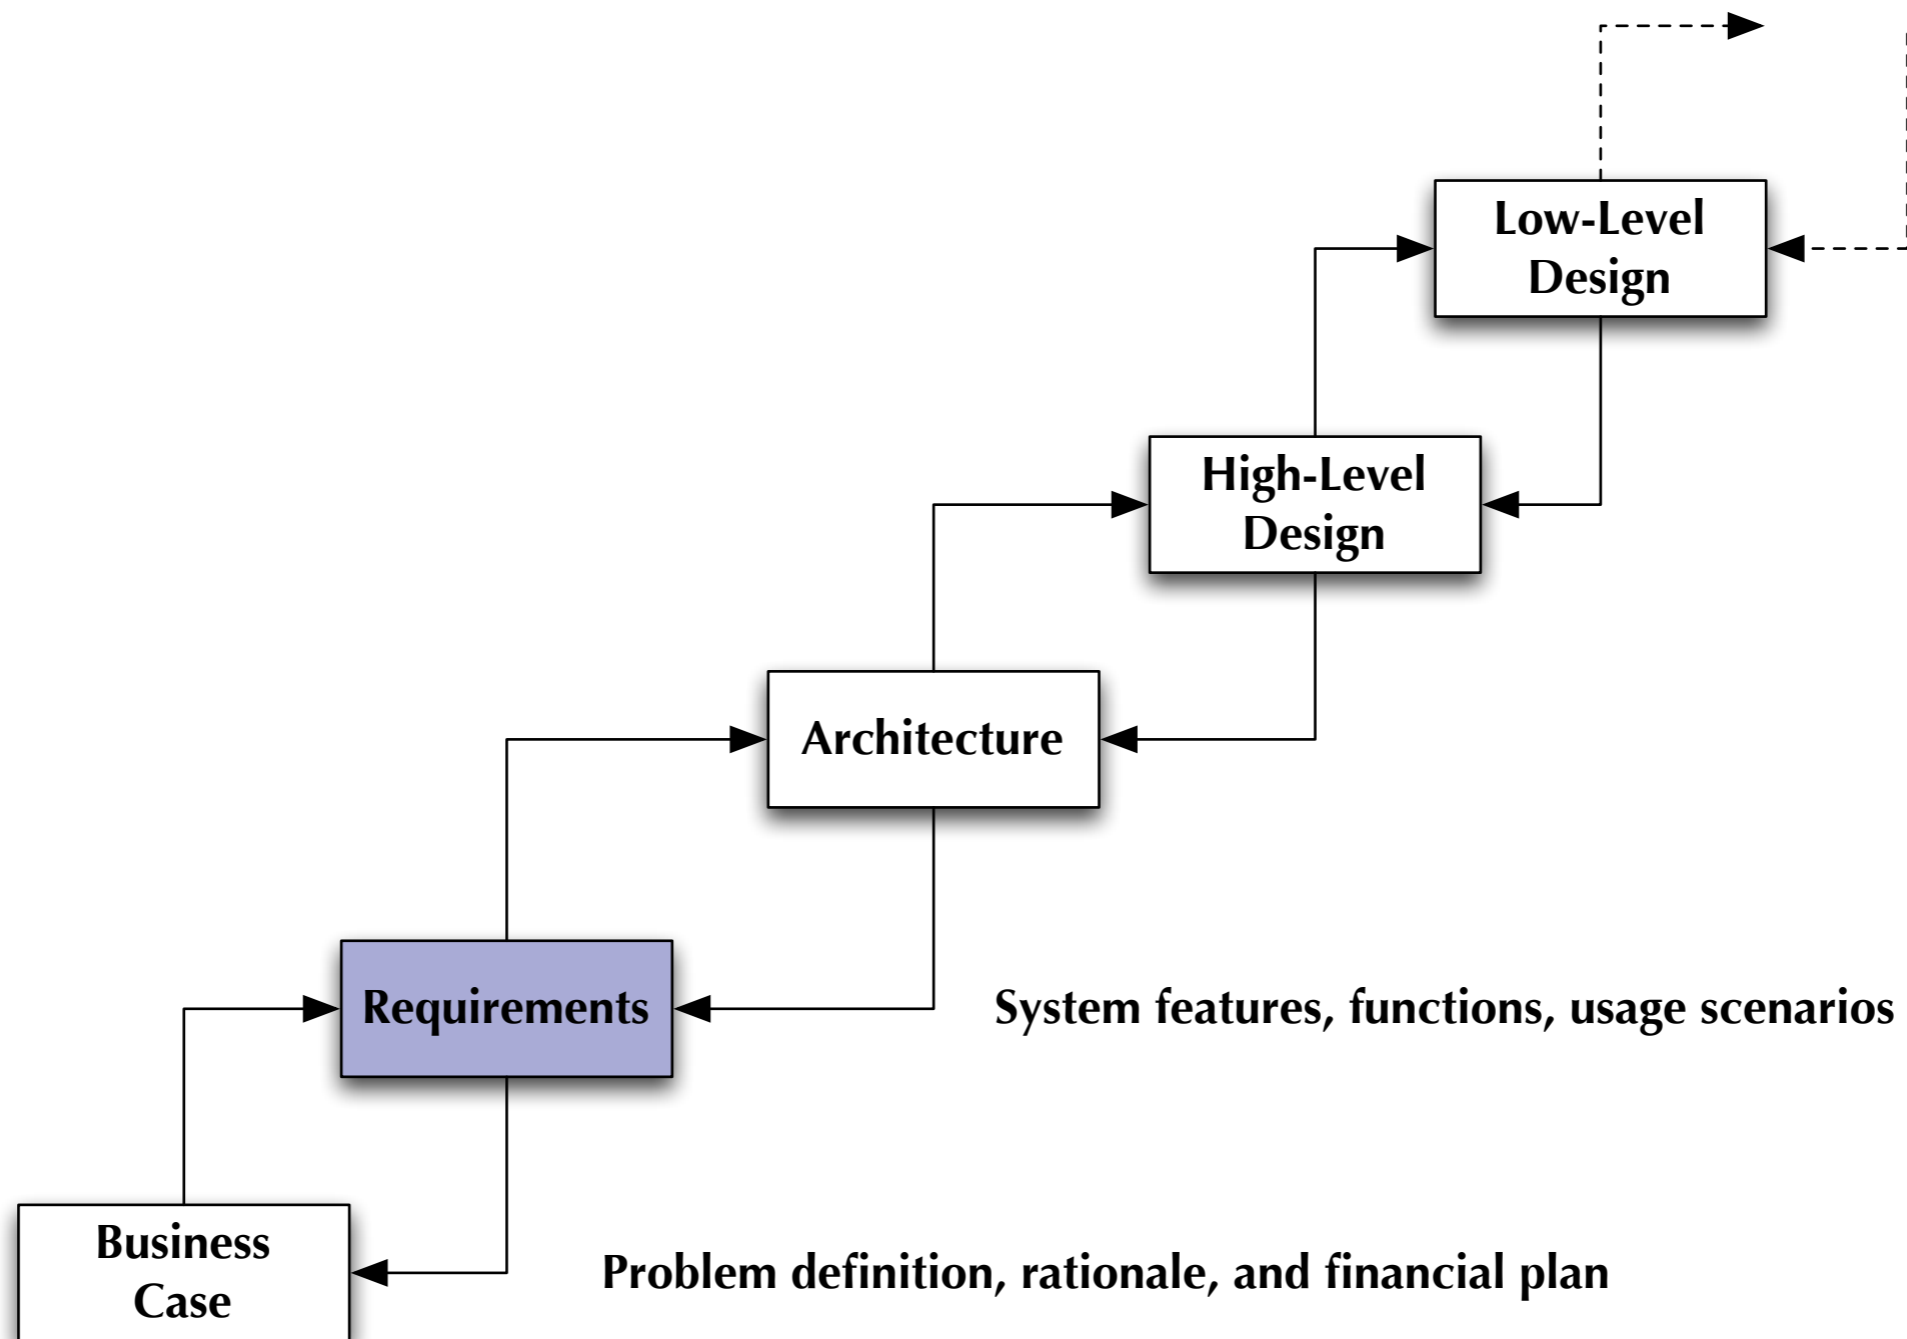 Low-Level
Design
High-Level
Design
Architecture
Requirements
System features, functions, usage scenarios
Business
Case
Problem definition, rationale, and financial plan